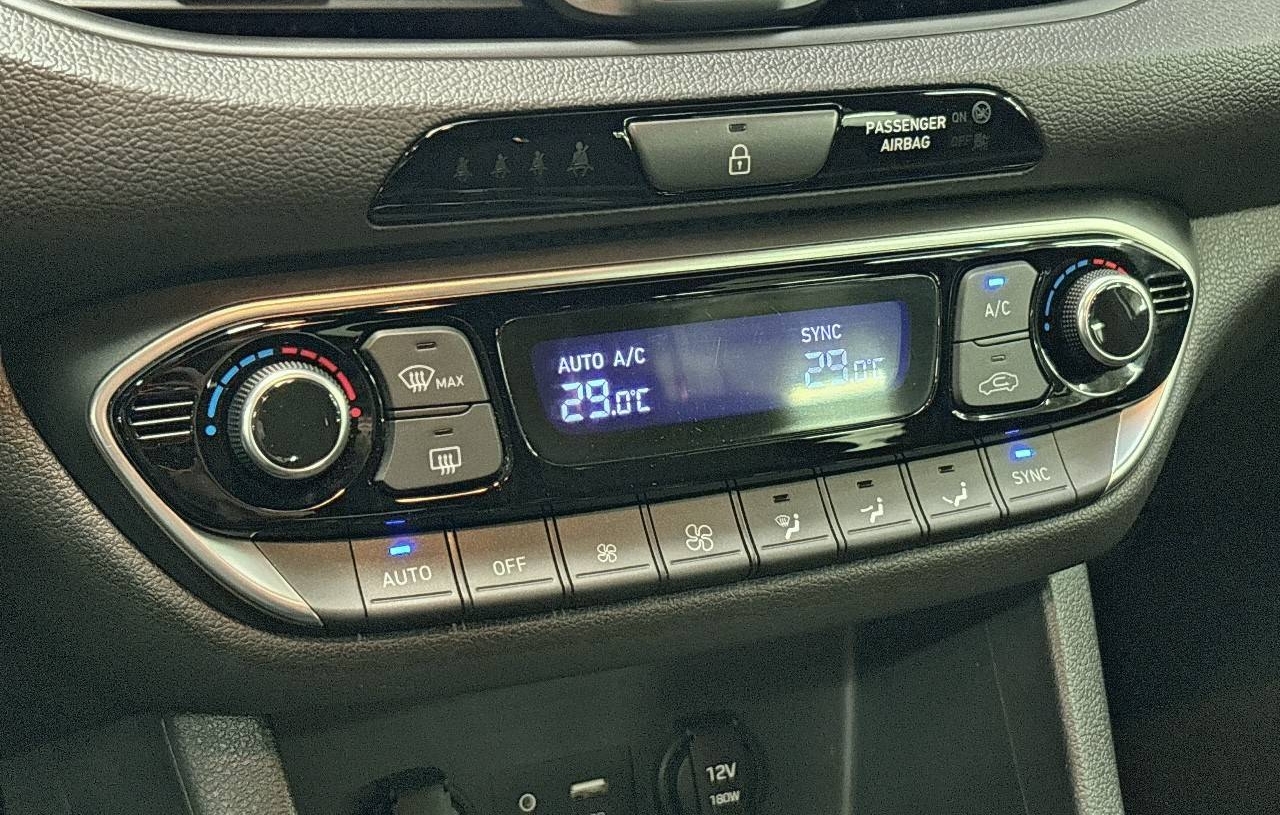 PASSENGER ON
AIRBAG OFF
MAX
AUTO A/C
29.0°C
SYNC
29.0°C
A/C
AUTO
OFF
SYNC
12V
180W